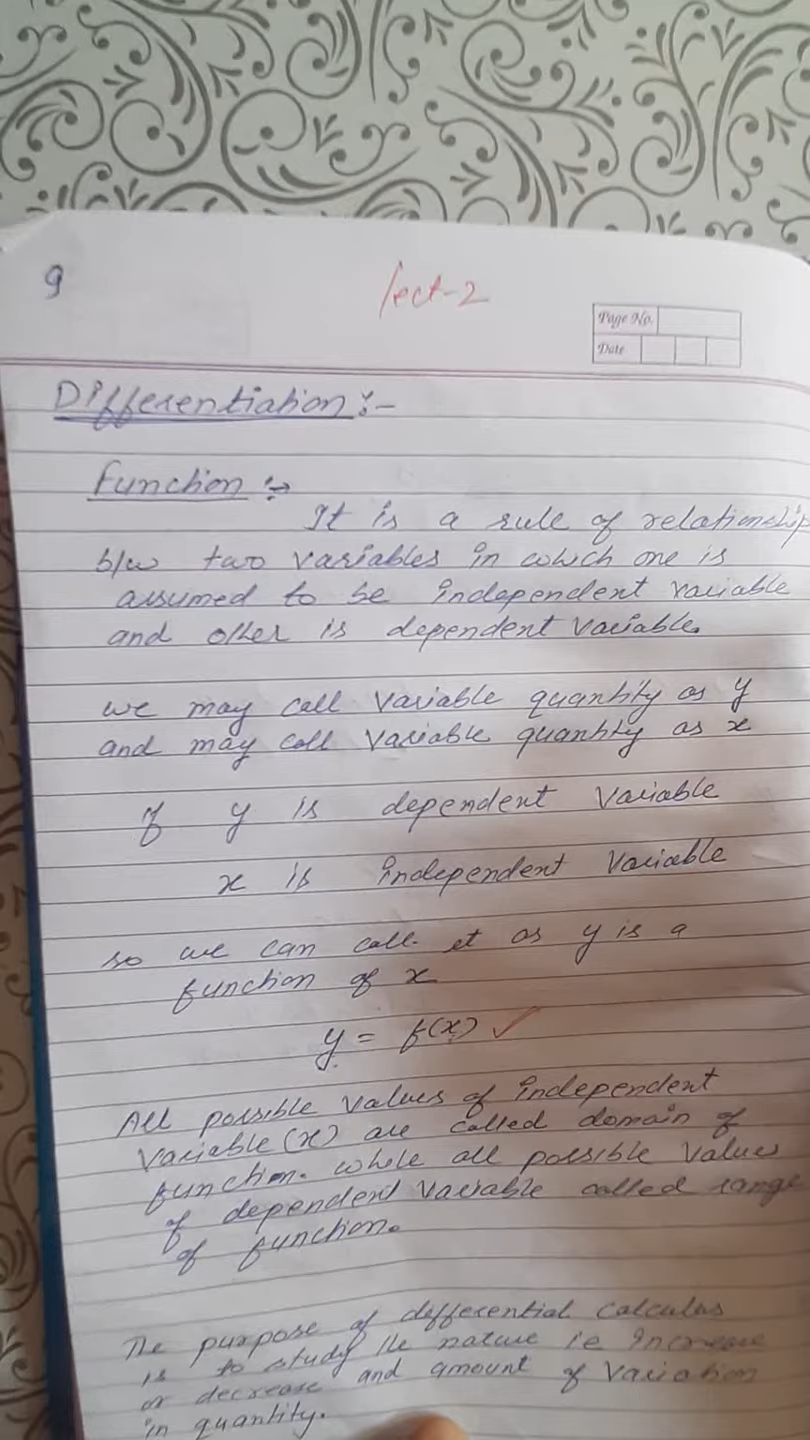 9
lect-2
Page No.
Date
Differentiation :-
Function :-
It is a rule of relationship
b/w two variables in which one is
assumed to be independent variable
and other is dependent variable.
we may call variable quantity as y
and may call variable quantity as x
if y is dependent variable
x is independent variable
so we can call it as y is a
function of x
y = f(x) ✓
All possible values of independent
variable (x) are called domain of
function. while all possible values
of dependent variable called range
of function.
The purpose of differential calculus
is to study the nature ie increase
or decrease and amount of variation
in quantity.